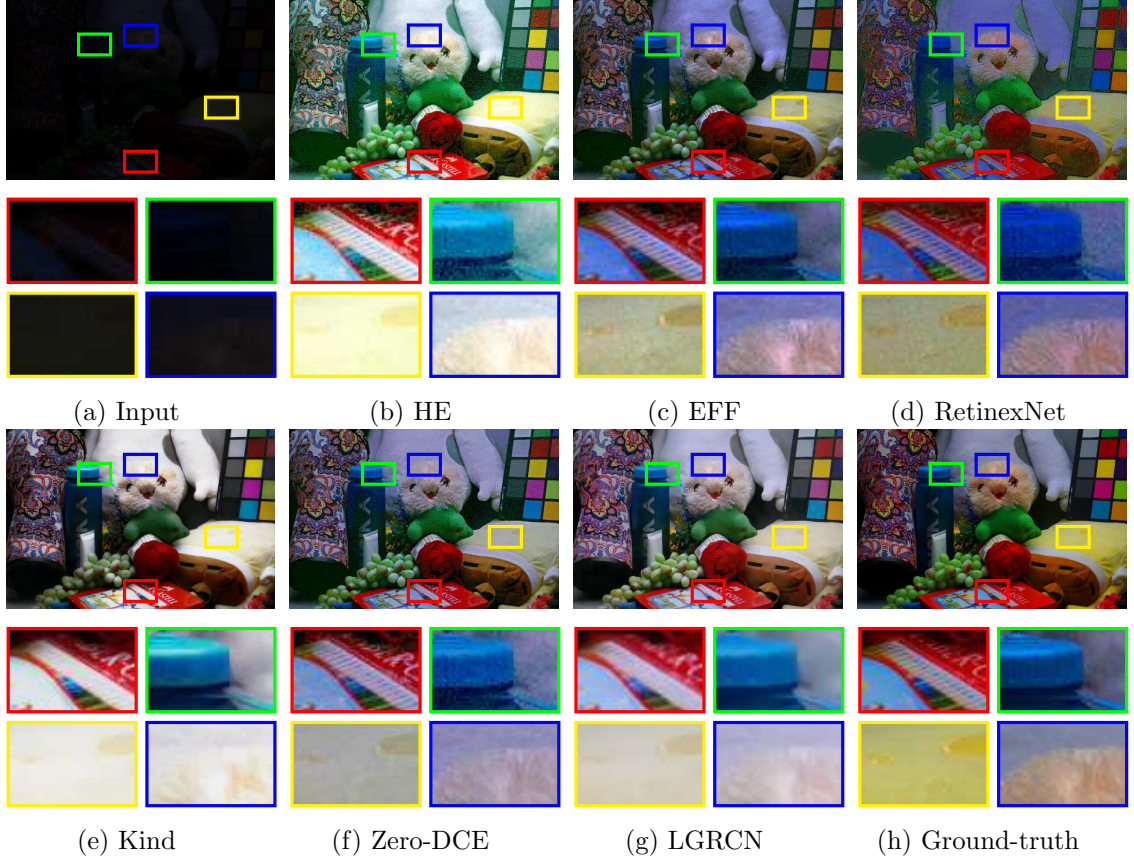 (a) Input
(b) HE
(c) EFF
(d) RetinexNet
(e) Kind
(f) Zero-DCE
(g) LGRCN
(h) Ground-truth